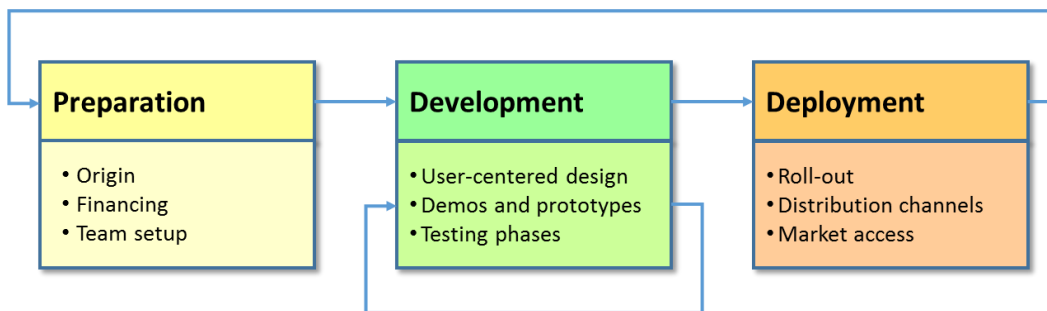 Preparation
• Origin
• Financing
• Team setup
Development
• User-centered design
• Demos and prototypes
• Testing phases
Deployment
• Roll-out
• Distribution channels
• Market access